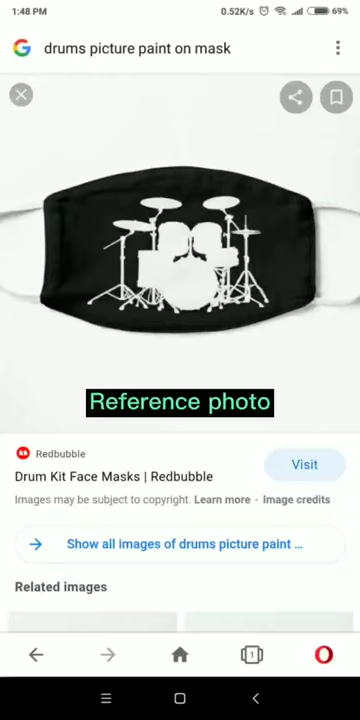 1:48 PM
0.52K/s
69%
drums picture paint on mask
Reference photo
Redbubble
Drum Kit Face Masks | Redbubble
Visit
Images may be subject to copyright. Learn more · Image credits
Show all images of drums picture paint ...
Related images
1